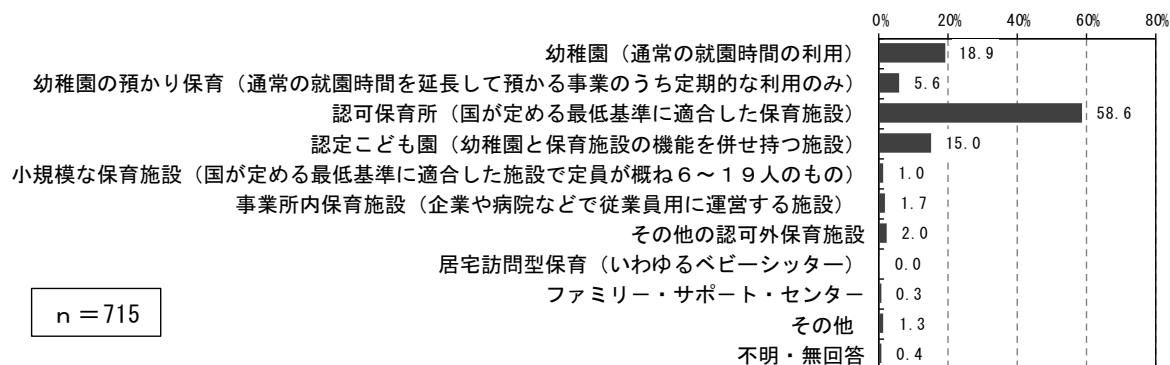 0% 20% 40% 60% 80%
幼稚園（通常の就園時間の利用） 18.9
幼稚園の預かり保育（通常の就園時間を延長して預かる事業のうち定期的な利用のみ） 5.6
認可保育所（国が定める最低基準に適合した保育施設） 58.6
認定こども園（幼稚園と保育施設の機能を併せ持つ施設） 15.0
小規模な保育施設（国が定める最低基準に適合した施設で定員が概ね６～１９人のもの） 1.0
事業所内保育施設（企業や病院などで従業員用に運営する施設） 1.7
その他の認可外保育施設 2.0
居宅訪問型保育（いわゆるベビーシッター） 0.0
ファミリー・サポート・センター 0.3
その他 1.3
不明・無回答 0.4
ｎ＝715